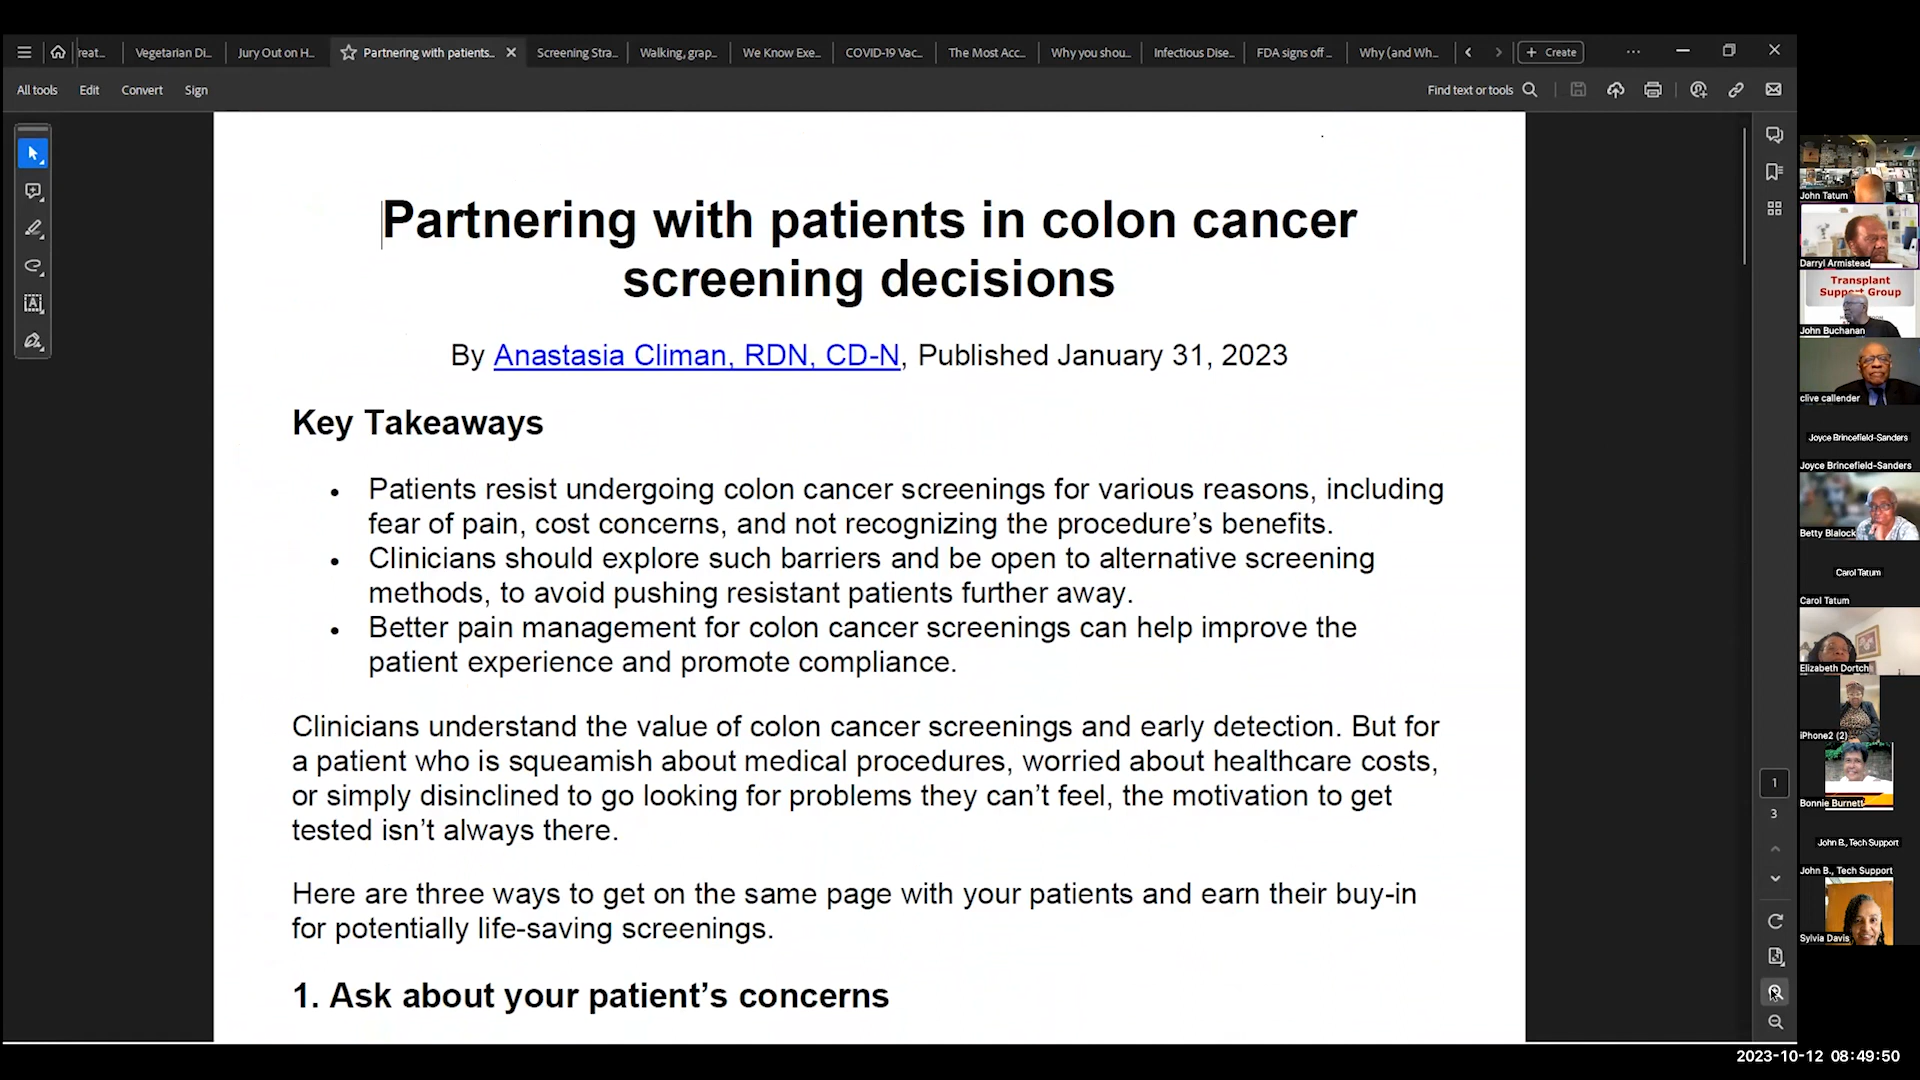 reat...
Vegetarian Di...
Jury Out on H...
Partnering with patients...
Screening Stra...
Walking, grap...
We Know Exe...
COVID-19 Vac...
The Most Acc...
Why you shou...
Infectious Dise...
FDA signs off ...
Why (and Wh...
Create
All tools
Edit
Convert
Sign
Find text or tools
Partnering with patients in colon cancer
screening decisions
By Anastasia Climan, RDN, CD-N, Published January 31, 2023
Key Takeaways
• Patients resist undergoing colon cancer screenings for various reasons, including
fear of pain, cost concerns, and not recognizing the procedure’s benefits.
• Clinicians should explore such barriers and be open to alternative screening
methods, to avoid pushing resistant patients further away.
• Better pain management for colon cancer screenings can help improve the
patient experience and promote compliance.
Clinicians understand the value of colon cancer screenings and early detection. But for
a patient who is squeamish about medical procedures, worried about healthcare costs,
or simply disinclined to go looking for problems they can’t feel, the motivation to get
tested isn’t always there.
Here are three ways to get on the same page with your patients and earn their buy-in
for potentially life-saving screenings.
1. Ask about your patient’s concerns
1
3
John Tatum
Darryl Armistead
Transplant
Support Group
John Buchanan
clive callender
Joyce Brincefield-Sanders
Joyce Brincefield-Sanders
Betty Blalock
Carol Tatum
Carol Tatum
Elizabeth Dortch
iPhone2 (2)
Bonnie Burnett
John B., Tech Support
John B., Tech Support
Sylvia Davis
2023-10-12 08:49:50